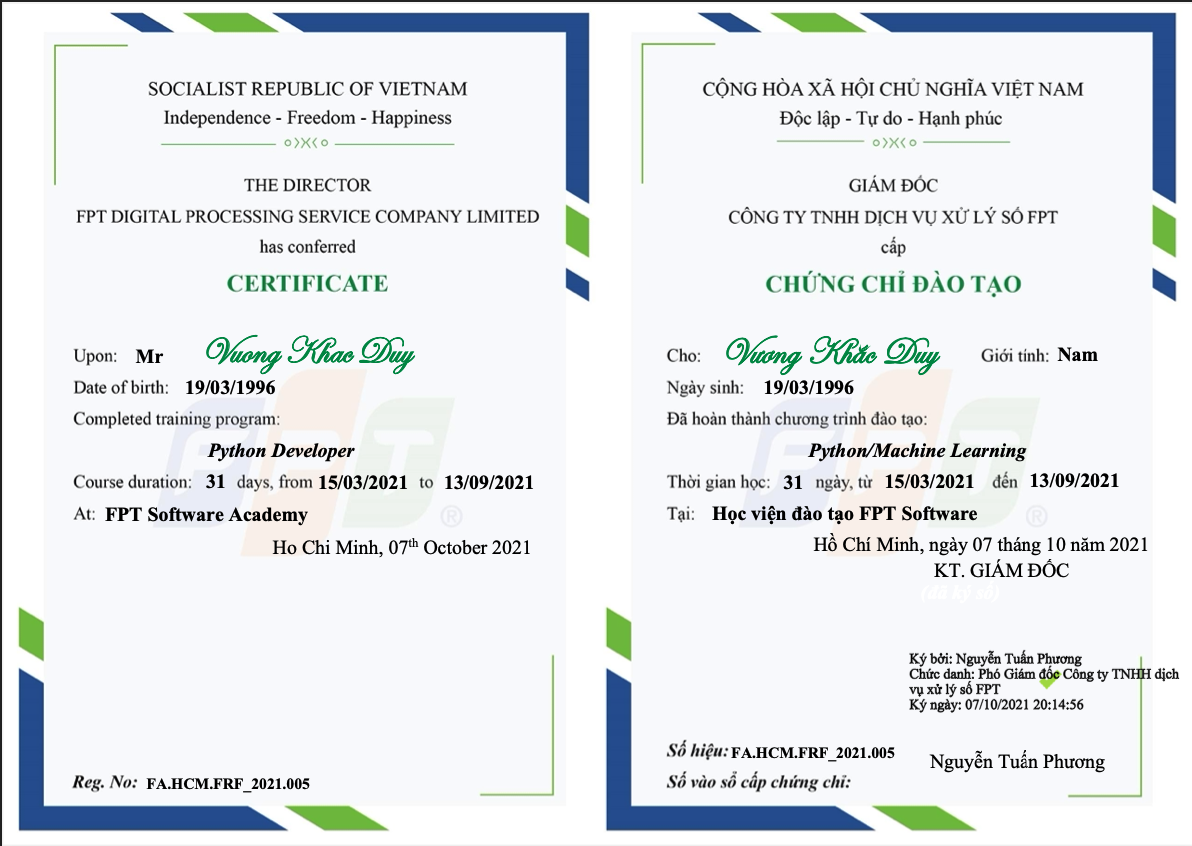 SOCIALIST REPUBLIC OF VIETNAM
Independence - Freedom - Happiness
THE DIRECTOR
FPT DIGITAL PROCESSING SERVICE COMPANY LIMITED
has conferred
CERTIFICATE
Upon: Mr Vuong Khac Duy
Date of birth: 19/03/1996
Completed training program:
Python Developer
Course duration: 31 days, from 15/03/2021 to 13/09/2021
At: FPT Software Academy
Ho Chi Minh, 07th October 2021
Reg. No: FA.HCM.FRF_2021.005
FPT®
CỘNG HÒA XÃ HỘI CHỦ NGHĨA VIỆT NAM
Độc lập - Tự do - Hạnh phúc
GIÁM ĐỐC
CÔNG TY TNHH DỊCH VỤ XỬ LÝ SỐ FPT
cấp
CHỨNG CHỈ ĐÀO TẠO
Cho: Vương Khắc Duy Giới tính: Nam
Ngày sinh: 19/03/1996
Đã hoàn thành chương trình đào tạo:
Python/Machine Learning
Thời gian học: 31 ngày, từ 15/03/2021 đến 13/09/2021
Tại: Học viện đào tạo FPT Software
Hồ Chí Minh, ngày 07 tháng 10 năm 2021
KT. GIÁM ĐỐC
(đã ký số)
Ký bởi: Nguyễn Tuấn Phương
Chức danh: Phó Giám đốc Công ty TNHH dịch
vụ xử lý số FPT
Ký ngày: 07/10/2021 20:14:56
Số hiệu: FA.HCM.FRF_2021.005
Nguyễn Tuấn Phương
Số vào sổ cấp chứng chỉ:
FPT®